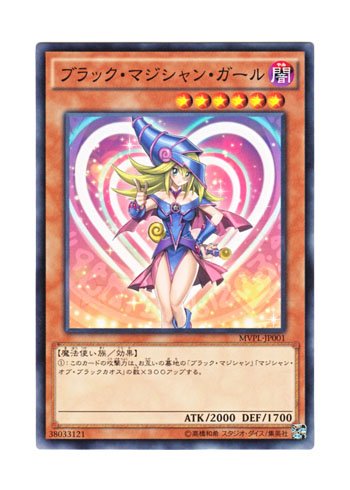 ブラック・マジシャン・ガール
闇
MVPL-JP001
【魔法使い族／効果】
①：このカードの攻撃力は、お互いの墓地の「ブラック・マジシャン」「マジシャン・
オブ・ブラックカオス」の数×３００アップする。
ATK/2000 DEF/1700
38033121
©高橋和希 スタジオ・ダイス/集英社